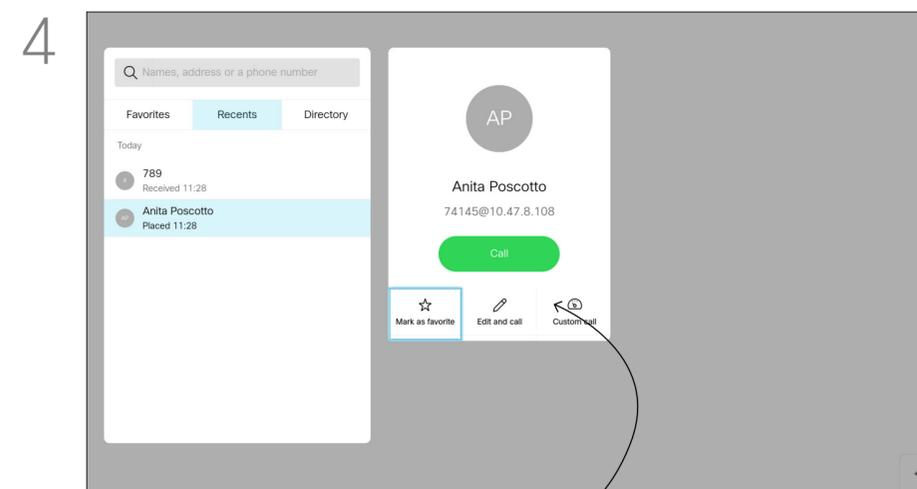 4
Names, address or a phone number
Favorites Recents Directory
Today
789
Received 11:28
AP Anita Poscotto
Placed 11:28
AP
Anita Poscotto
74145@10.47.8.108
Call
Mark as favorite Edit and call Custom call